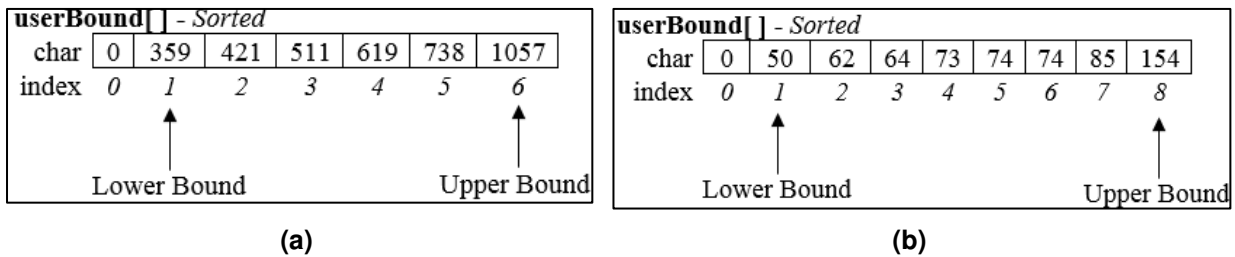 userBound[ ] - Sorted
char 0 359 421 511 619 738 1057
index 0 1 2 3 4 5 6
Lower Bound Upper Bound
(a)
userBound[ ] - Sorted
char 0 50 62 64 73 74 74 85 154
index 0 1 2 3 4 5 6 7 8
Lower Bound Upper Bound
(b)